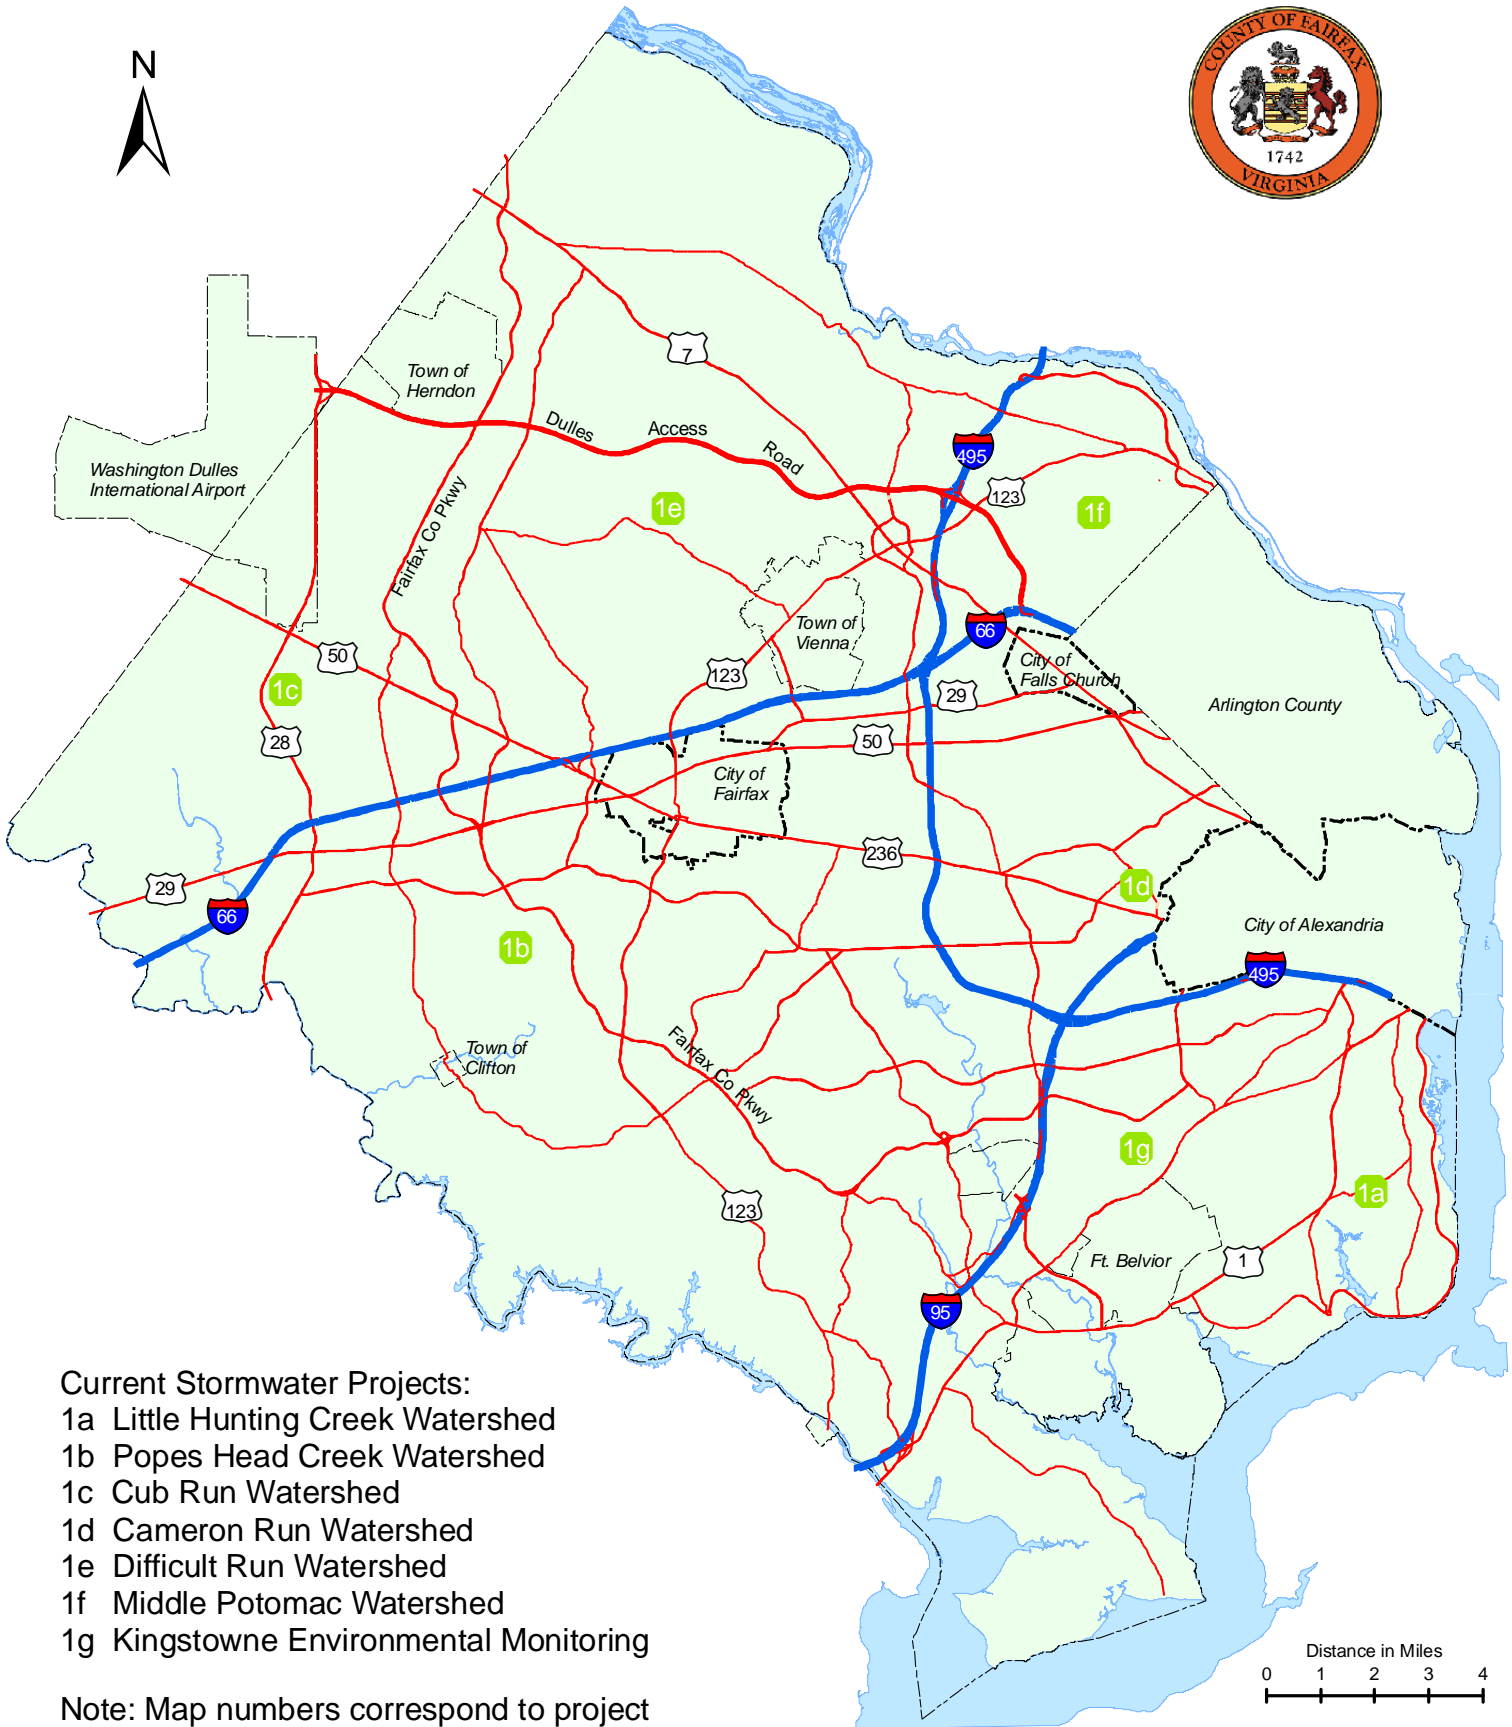 N
COUNTY OF FAIRFAX
1742
VIRGINIA
7
Town of
Herndon
Dulles Access Road
495
Washington Dulles
International Airport
123
1e
1f
Fairfax Co Pkwy
Town of
Vienna
66
50
City of
Falls Church
123
1c
29
Arlington County
28
50
City of
Fairfax
236
29
1d
66
City of Alexandria
1b
495
Town of
Clifton
Fairfax Co Pkwy
1g
1a
123
Ft. Belvior
1
95
Current Stormwater Projects:
1a Little Hunting Creek Watershed
1b Popes Head Creek Watershed
1c Cub Run Watershed
1d Cameron Run Watershed
1e Difficult Run Watershed
1f Middle Potomac Watershed
1g Kingstowne Environmental Monitoring
Note: Map numbers correspond to project
Distance in Miles
0 1 2 3 4